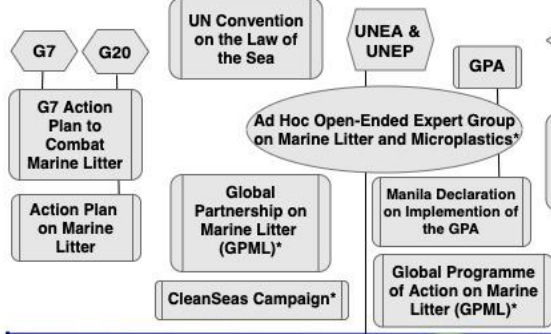 G7
G20
UN Convention
on the Law of
the Sea
UNEA &
UNEP
GPA
G7 Action
Plan to
Combat
Marine Litter
Ad Hoc Open-Ended Expert Group
on Marine Litter and Microplastics*
Action Plan
on Marine
Litter
Global
Partnership on
Marine Litter
(GPML)*
Manila Declaration
on Implemention of
the GPA
CleanSeas Campaign*
Global Programme
of Action on Marine
Litter (GPML)*